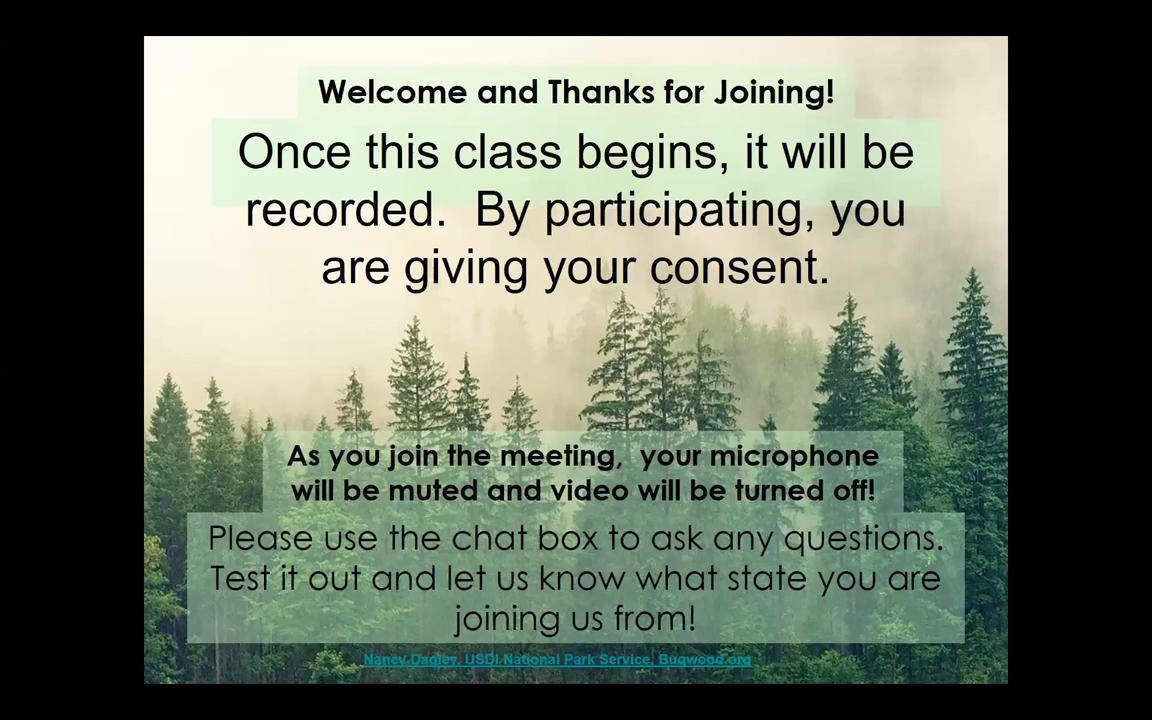 Welcome and Thanks for Joining!
Once this class begins, it will be
recorded.  By participating, you
are giving your consent.
As you join the meeting,  your microphone
will be muted and video will be turned off!
Please use the chat box to ask any questions.
Test it out and let us know what state you are
joining us from!
Nancy Dagley, USDI National Park Service, Bugwood.org